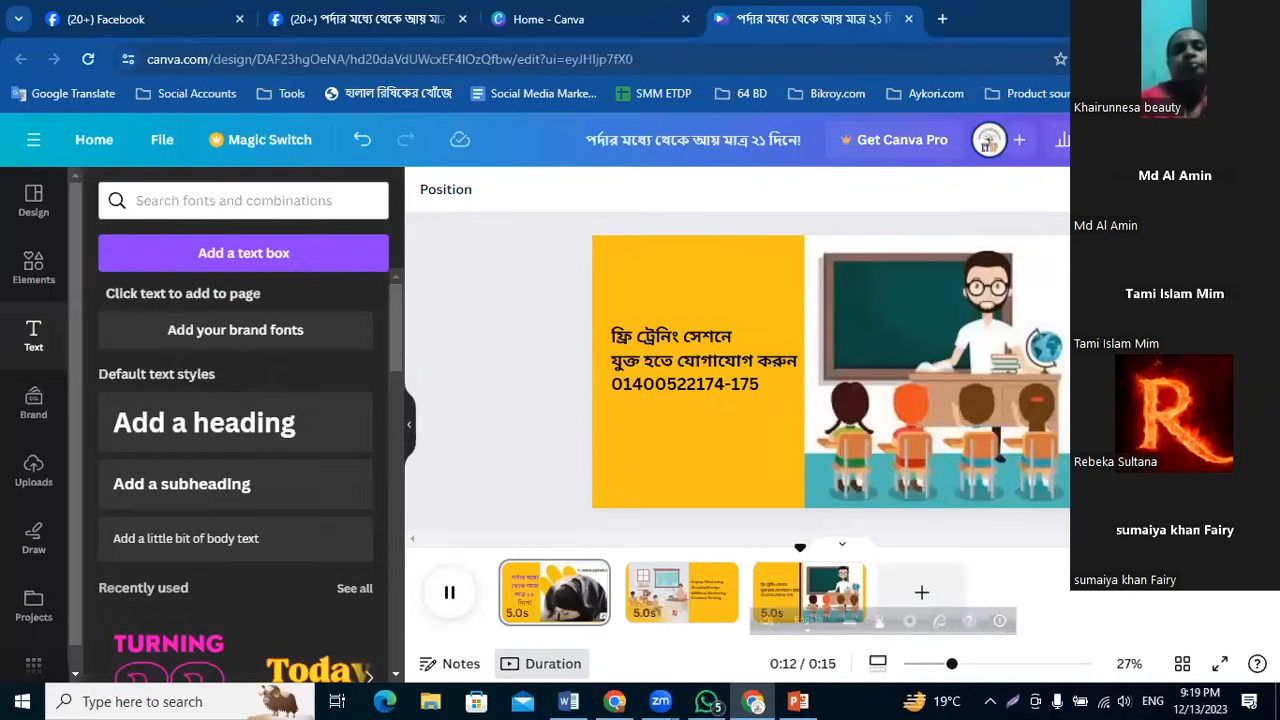 (20+) Facebook
(20+) পর্দার মধ্যে থেকে আয় মাত্র
Home - Canva
পর্দার মধ্যে থেকে আয় মাত্র ২১ দি
canva.com/design/DAF23hgOeNA/hd20daVdUWcxEF4IOzQfbw/edit?ui=eyJHIjp7fX0
Google Translate
Social Accounts
Tools
হালাল রিষিকের খোঁজে
Social Media Marke...
SMM ETDP
64 BD
Bikroy.com
Aykori.com
Product sour
Home
File
Magic Switch
পর্দার মধ্যে থেকে আয় মাত্র ২১ দিনে!
Get Canva Pro
Design
Elements
Text
Brand
Uploads
Draw
Projects
Search fonts and combinations
Add a text box
Click text to add to page
Add your brand fonts
Default text styles
Add a heading
Add a subheading
Add a little bit of body text
Recently used
See all
TURNING
Today
Position
ফ্রি ট্রেনিং সেশনে
যুক্ত হতে যোগাযোগ করুন
01400522174-175
5.0s
5.0s
5.0s
Notes
Duration
0:12 / 0:15
27%
Khairunnesa beauty
Md Al Amin
Md Al Amin
Tami Islam Mim
Tami Islam Mim
R
Rebeka Sultana
sumaiya khan Fairy
sumaiya khan Fairy
Type here to search
5
19°C
ENG
9:19 PM
12/13/2023